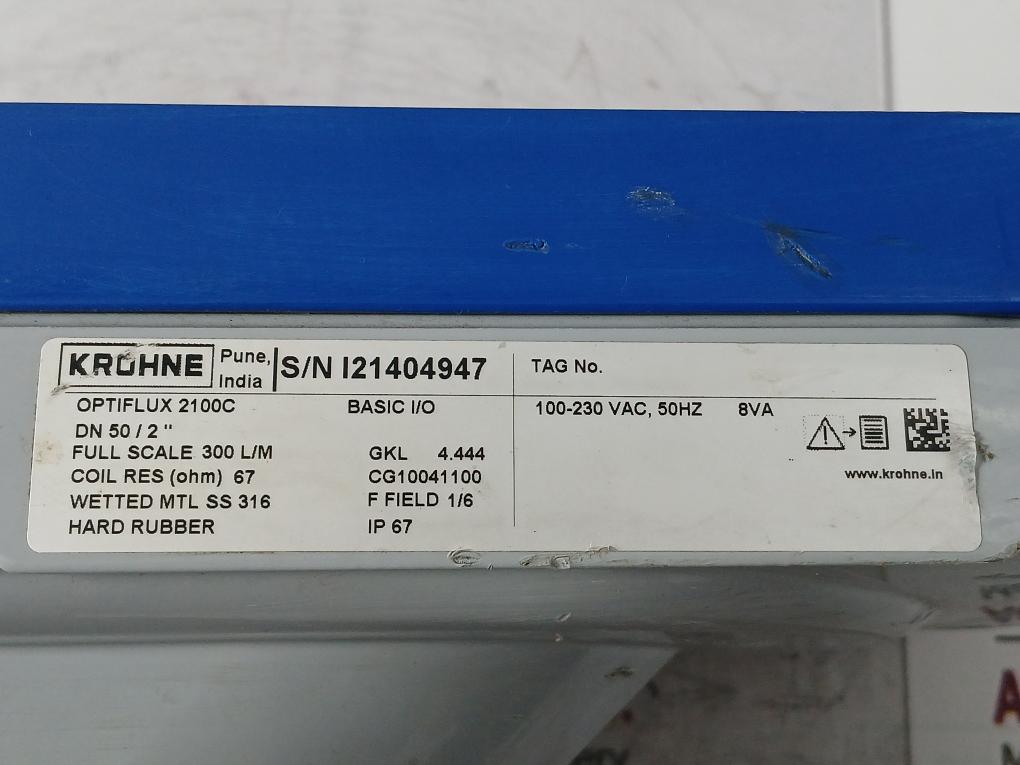 KROHNE Pune, India S/N I21404947
TAG No.
OPTIFLUX 2100C BASIC I/O
DN 50 / 2 "
FULL SCALE 300 L/M GKL 4.444
COIL RES (ohm) 67 CG10041100
WETTED MTL SS 316 F FIELD 1/6
HARD RUBBER IP 67
100-230 VAC, 50HZ 8VA
www.krohne.in